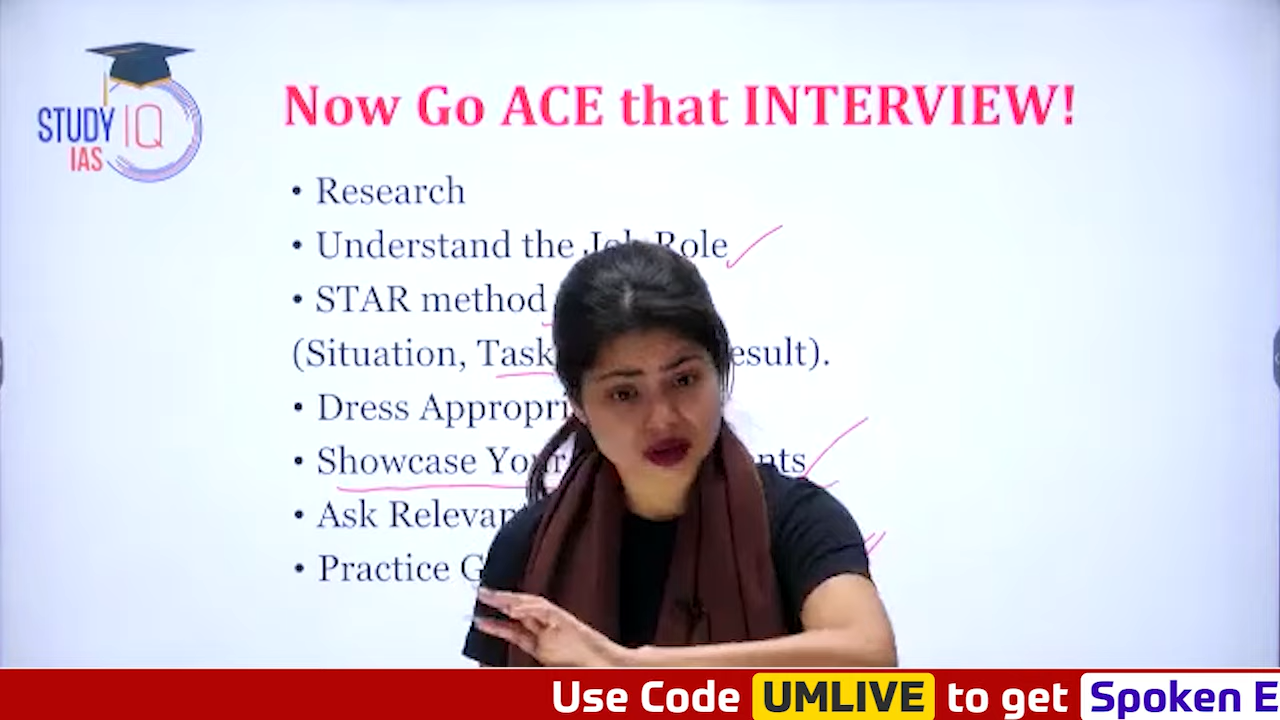 STUDY IQ
IAS
Now Go ACE that INTERVIEW!
• Research
• Understand the Job Role
• STAR method
(Situation, Task esult).
• Dress Appropri
• Showcase Your nts
• Ask Relevan
• Practice G
Use Code UMLIVE to get Spoken E